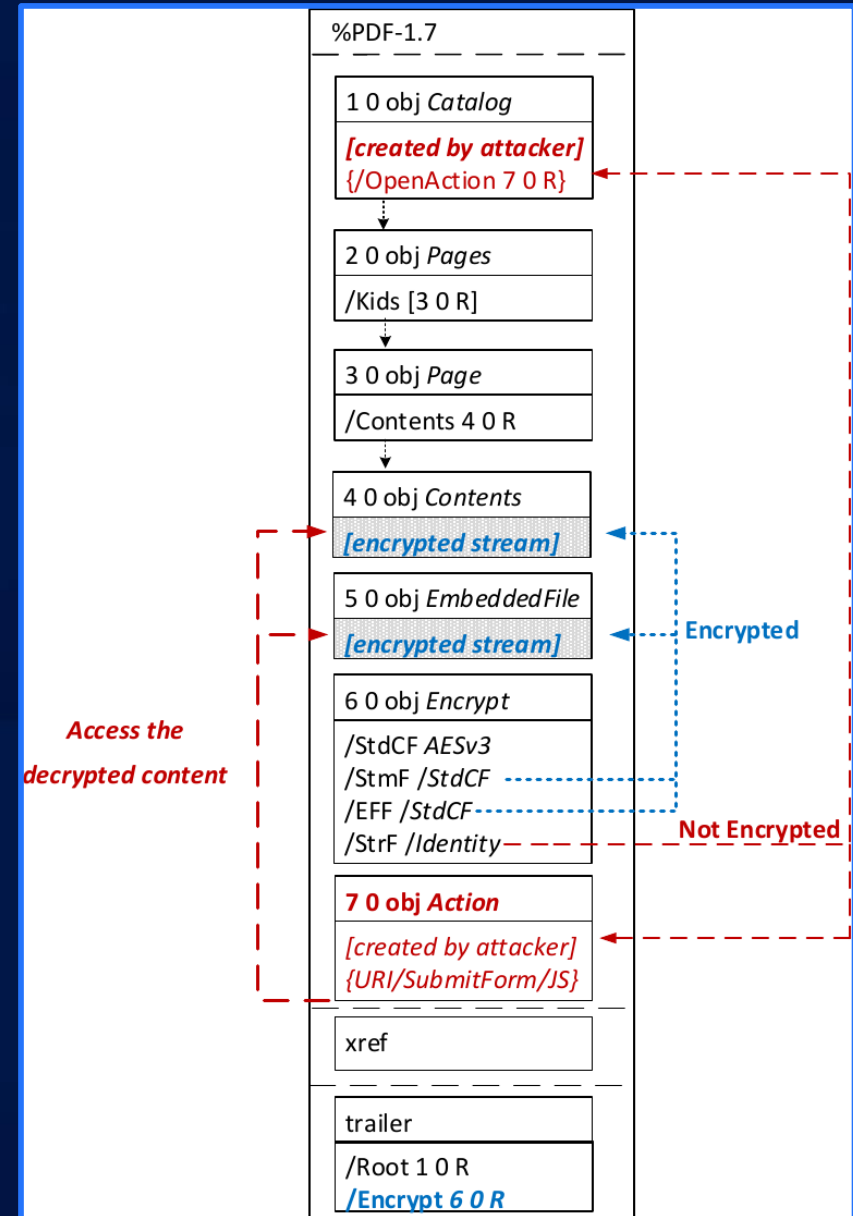 %PDF-1.7
1 0 obj Catalog
[created by attacker]
{/OpenAction 7 0 R}
2 0 obj Pages
/Kids [3 0 R]
3 0 obj Page
/Contents 4 0 R
4 0 obj Contents
[encrypted stream]
5 0 obj EmbeddedFile
[encrypted stream]
Encrypted
6 0 obj Encrypt
/StdCF AESv3
/StmF /StdCF
/EFF /StdCF
/StrF /Identity
Access the
decrypted content
Not Encrypted
7 0 obj Action
[created by attacker]
{URI/SubmitForm/JS}
xref
trailer
/Root 1 0 R
/Encrypt 6 0 R